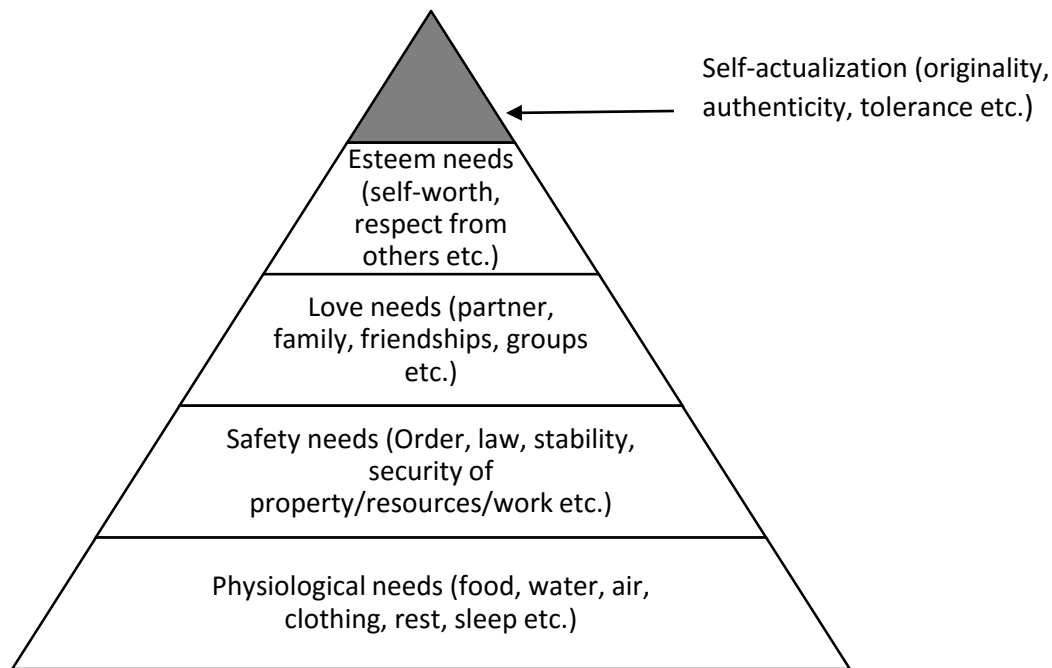 Self-actualization (originality,
authenticity, tolerance etc.)
Esteem needs
(self-worth,
respect from
others etc.)
Love needs (partner,
family, friendships, groups
etc.)
Safety needs (Order, law, stability,
security of
property/resources/work etc.)
Physiological needs (food, water, air,
clothing, rest, sleep etc.)